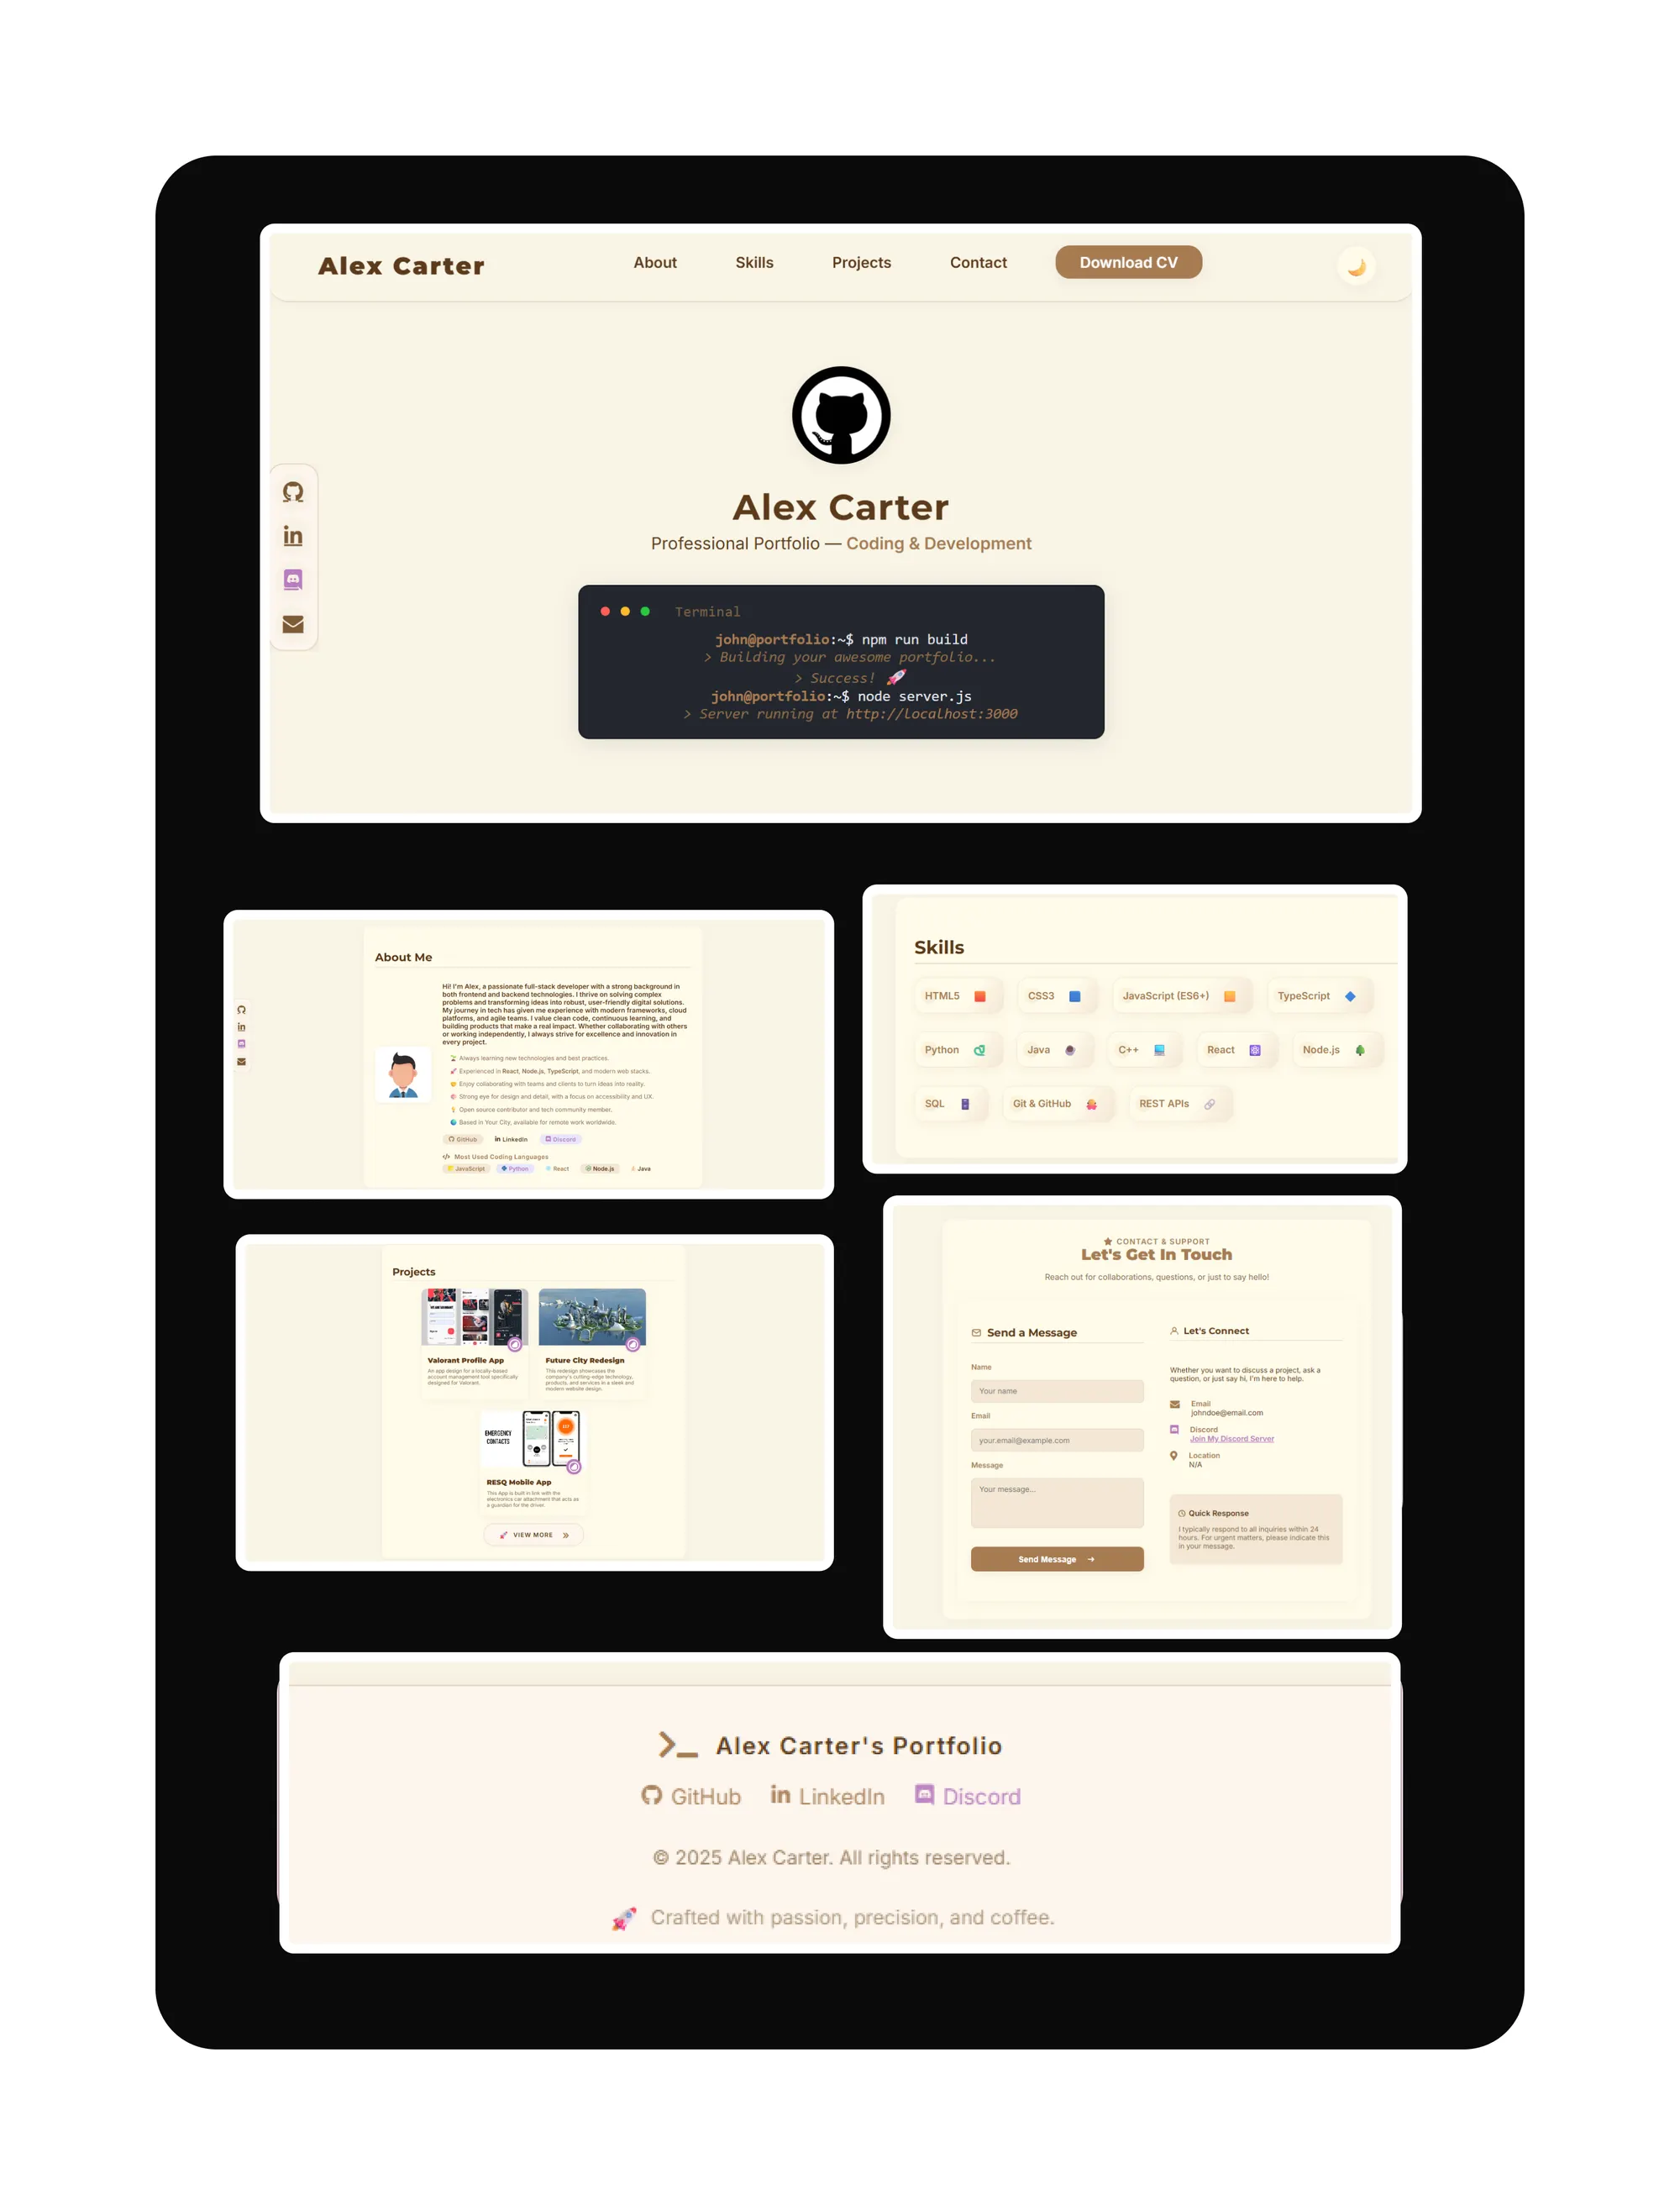 Alex Carter
About
Skills
Projects
Contact
Download CV
Alex Carter
Professional Portfolio — Coding & Development
Terminal
john@portfolio:~$ npm run build
> Building your awesome portfolio...
> Success! 🚀
john@portfolio:~$ node server.js
> Server running at http://localhost:3000
About Me
Hi! I'm Alex, a passionate full-stack developer with a strong background in
both frontend and backend technologies. I thrive on solving complex
problems and transforming ideas into robust, user-friendly digital solutions.
My journey in tech has given me experience with modern frameworks, cloud
platforms, and agile teams. I value clean code, continuous learning, and
building products that make a real impact. Whether collaborating with others
or working independently, I always strive for excellence and innovation in
every project.
Always learning new technologies and best practices.
Experienced in React, Node.js, TypeScript, and modern web stacks.
Enjoy collaborating with teams and clients to turn ideas into reality.
Strong eye for design and detail, with a focus on accessibility and UX.
Open source contributor and tech community member.
Based in Your City, available for remote work worldwide.
GitHub
LinkedIn
Discord
</> Most Used Coding Languages
JavaScript
Python
React
Node.js
Java
Skills
HTML5
CSS3
JavaScript (ES6+)
TypeScript
Python
Java
C++
React
Node.js
SQL
Git & GitHub
REST APIs
Projects
Valorant Profile App
An app design for a locally-based
account management tool specifically
designed for Valorant.
Future City Redesign
This redesign showcases the
company's cutting-edge technology,
products, and services in a sleek and
modern website design.
EMERGENCY
CONTACTS
RESQ Mobile App
This App is built in link with the
electronics car attachment that acts as
a guardian for the driver.
VIEW MORE
CONTACT & SUPPORT
Let's Get In Touch
Reach out for collaborations, questions, or just to say hello!
Send a Message
Name
Your name
Email
your.email@example.com
Message
Your message...
Send Message →
Let's Connect
Whether you want to discuss a project, ask a
question, or just say hi, I'm here to help.
Email
johndoe@email.com
Discord
Join My Discord Server
Location
N/A
Quick Response
I typically respond to all inquiries within 24
hours. For urgent matters, please indicate this
in your message.
Alex Carter's Portfolio
GitHub
LinkedIn
Discord
© 2025 Alex Carter. All rights reserved.
🚀 Crafted with passion, precision, and coffee.